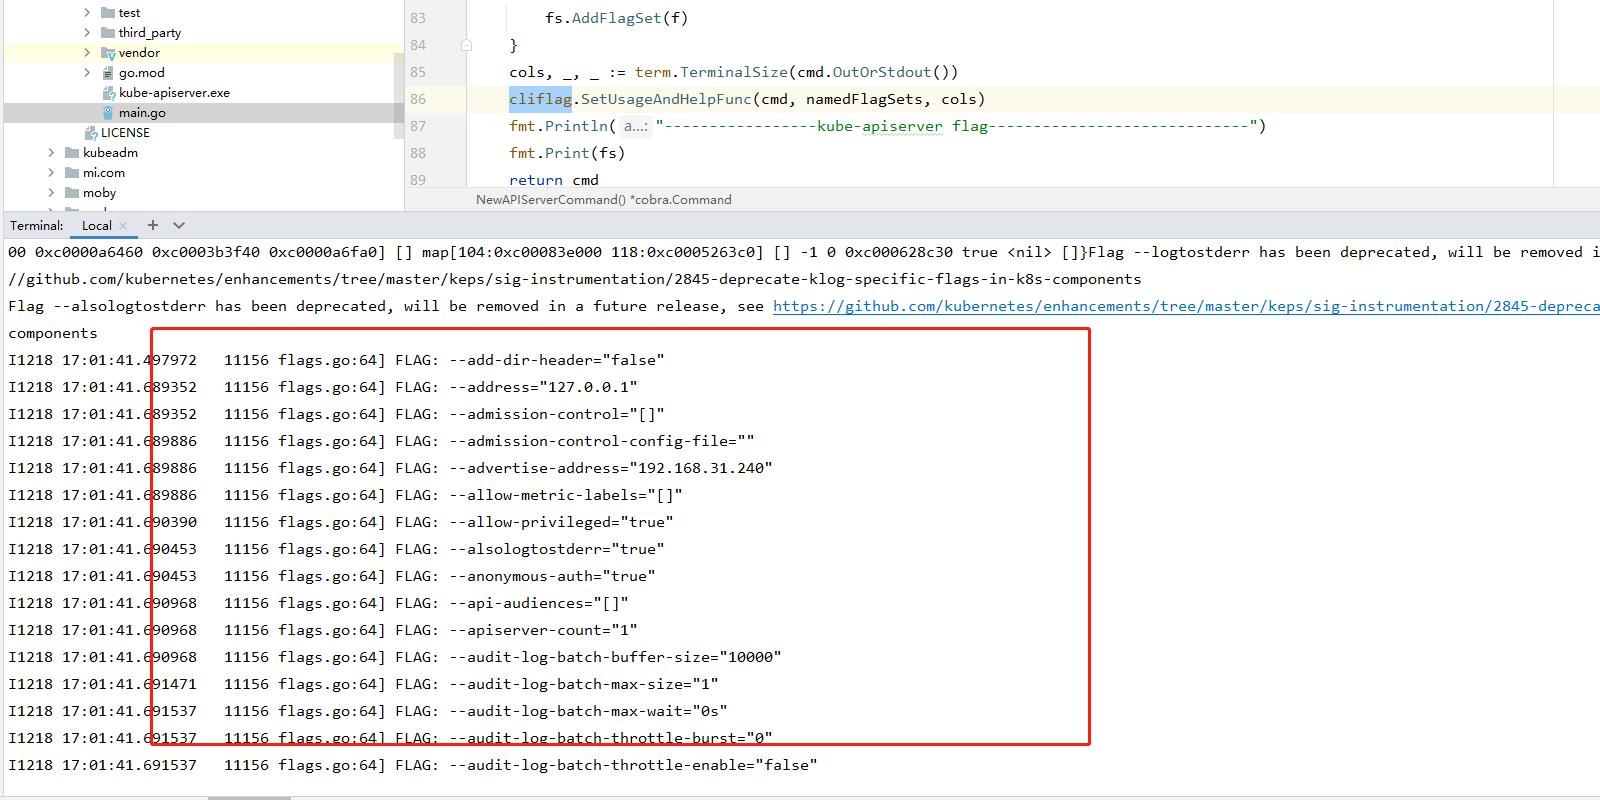 test
third_party
vendor
go.mod
kube-apiserver.exe
main.go
LICENSE
kubeadm
mi.com
moby
83 fs.AddFlagSet(f)
84 }
85 cols, _, _ := term.TerminalSize(cmd.OutOrStdout())
86 cliflag.SetUsageAndHelpFunc(cmd, namedFlagSets, cols)
87 fmt.Println( a...: "-----------------kube-apiserver flag-----------------------------")
88 fmt.Print(fs)
89 return cmd
NewAPIServerCommand() *cobra.Command
Terminal: Local
00 0xc0000a6460 0xc0003b3f40 0xc0000a6fa0] [] map[104:0xc00083e000 118:0xc0005263c0] [] -1 0 0xc000628c30 true <nil> []}Flag --logtostderr has been deprecated, will be removed i
//github.com/kubernetes/enhancements/tree/master/keps/sig-instrumentation/2845-deprecate-klog-specific-flags-in-k8s-components
Flag --alsologtostderr has been deprecated, will be removed in a future release, see https://github.com/kubernetes/enhancements/tree/master/keps/sig-instrumentation/2845-depreca
components
I1218 17:01:41.497972 11156 flags.go:64] FLAG: --add-dir-header="false"
I1218 17:01:41.689352 11156 flags.go:64] FLAG: --address="127.0.0.1"
I1218 17:01:41.689352 11156 flags.go:64] FLAG: --admission-control="[]"
I1218 17:01:41.689886 11156 flags.go:64] FLAG: --admission-control-config-file=""
I1218 17:01:41.689886 11156 flags.go:64] FLAG: --advertise-address="192.168.31.240"
I1218 17:01:41.689886 11156 flags.go:64] FLAG: --allow-metric-labels="[]"
I1218 17:01:41.690390 11156 flags.go:64] FLAG: --allow-privileged="true"
I1218 17:01:41.690453 11156 flags.go:64] FLAG: --alsologtostderr="true"
I1218 17:01:41.690453 11156 flags.go:64] FLAG: --anonymous-auth="true"
I1218 17:01:41.690968 11156 flags.go:64] FLAG: --api-audiences="[]"
I1218 17:01:41.690968 11156 flags.go:64] FLAG: --apiserver-count="1"
I1218 17:01:41.690968 11156 flags.go:64] FLAG: --audit-log-batch-buffer-size="10000"
I1218 17:01:41.691471 11156 flags.go:64] FLAG: --audit-log-batch-max-size="1"
I1218 17:01:41.691537 11156 flags.go:64] FLAG: --audit-log-batch-max-wait="0s"
I1218 17:01:41.691537 11156 flags.go:64] FLAG: --audit-log-batch-throttle-burst="0"
I1218 17:01:41.691537 11156 flags.go:64] FLAG: --audit-log-batch-throttle-enable="false"